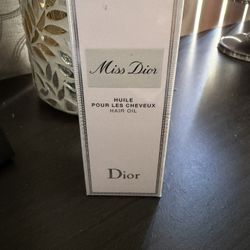 Miss Dior
HUILE
POUR LES CHEVEUX
HAIR OIL
Dior